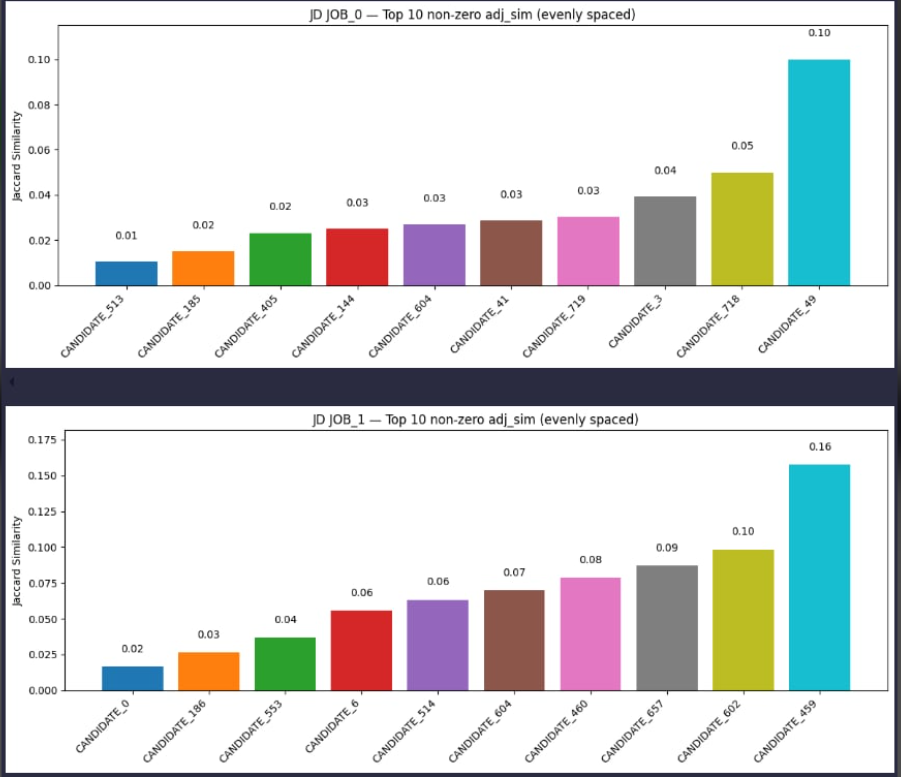 JD JOB_0 — Top 10 non-zero adj_sim (evenly spaced)
Jaccard Similarity
0.10
0.08
0.06
0.04
0.02
0.00
0.01
0.02
0.02
0.03
0.03
0.03
0.03
0.04
0.05
0.10
CANDIDATE_513
CANDIDATE_185
CANDIDATE_405
CANDIDATE_144
CANDIDATE_604
CANDIDATE_41
CANDIDATE_719
CANDIDATE_3
CANDIDATE_718
CANDIDATE_49
JD JOB_1 — Top 10 non-zero adj_sim (evenly spaced)
Jaccard Similarity
0.175
0.150
0.125
0.100
0.075
0.050
0.025
0.000
0.02
0.03
0.04
0.06
0.06
0.07
0.08
0.09
0.10
0.16
CANDIDATE_0
CANDIDATE_186
CANDIDATE_553
CANDIDATE_6
CANDIDATE_514
CANDIDATE_604
CANDIDATE_460
CANDIDATE_657
CANDIDATE_602
CANDIDATE_459